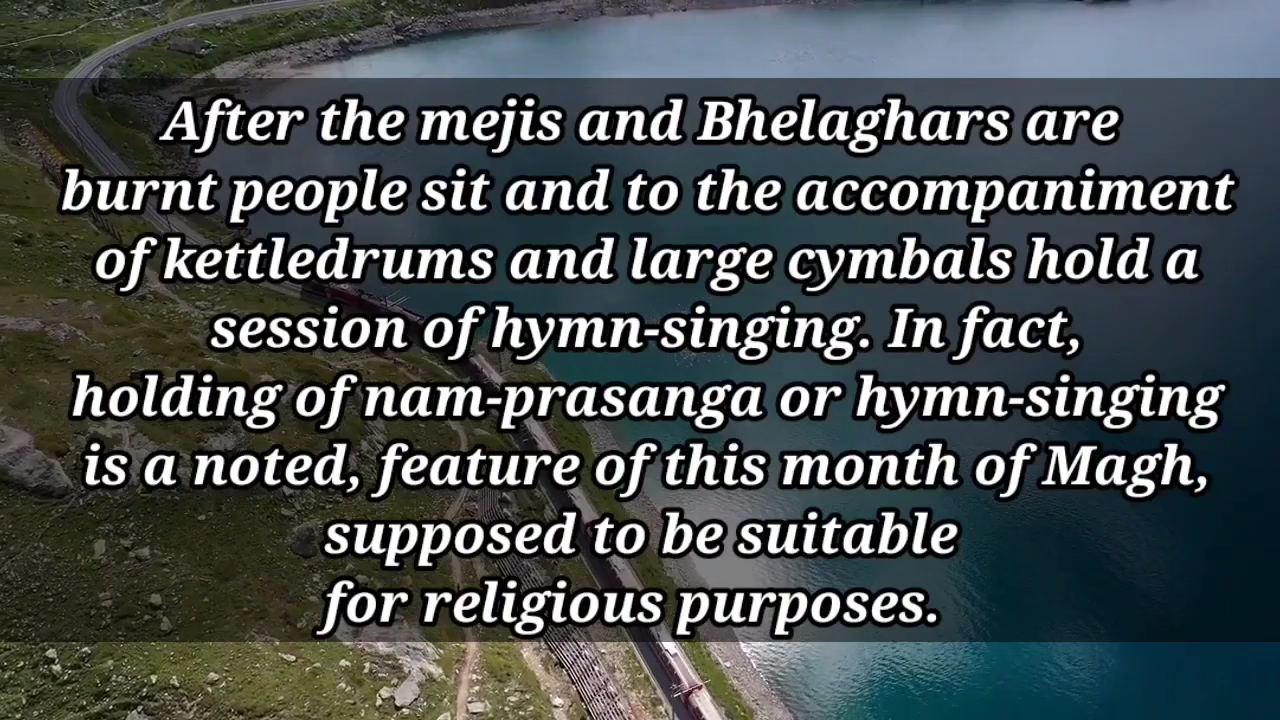 After the mejis and Bhelaghars are
burnt people sit and to the accompaniment
of kettledrums and large cymbals hold a
session of hymn-singing. In fact,
holding of nam-prasanga or hymn-singing
is a noted, feature of this month of Magh,
supposed to be suitable
for religious purposes.